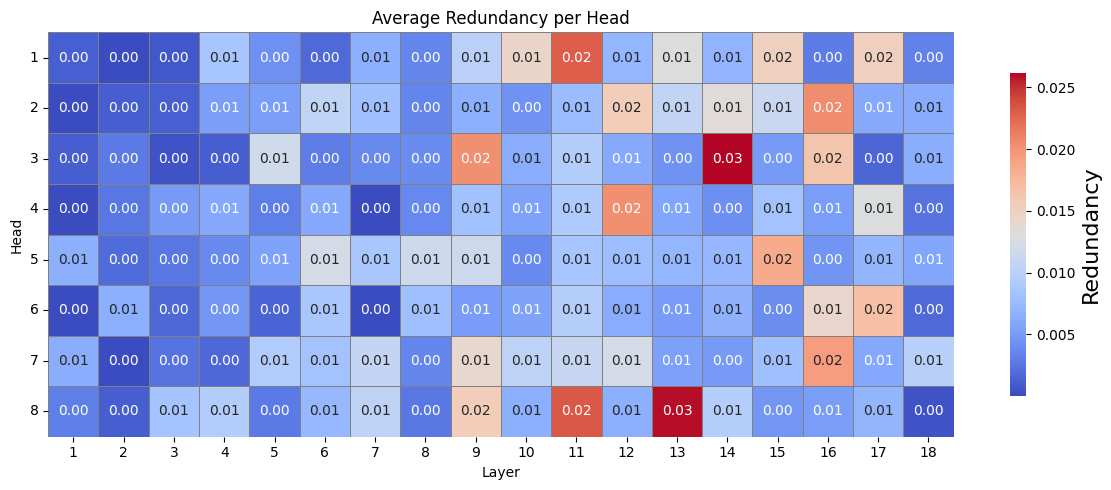 Average Redundancy per Head
1 0.00 0.00 0.00 0.01 0.00 0.00 0.01 0.00 0.01 0.01 0.02 0.01 0.01 0.01 0.02 0.00 0.02 0.00
2 0.00 0.00 0.00 0.01 0.01 0.01 0.01 0.00 0.01 0.00 0.01 0.02 0.01 0.01 0.01 0.02 0.01 0.01
3 0.00 0.00 0.00 0.00 0.01 0.00 0.00 0.00 0.02 0.01 0.01 0.01 0.00 0.03 0.00 0.02 0.00 0.01
4 0.00 0.00 0.00 0.01 0.00 0.01 0.00 0.00 0.01 0.01 0.01 0.02 0.01 0.00 0.01 0.01 0.01 0.00
5 0.01 0.00 0.00 0.00 0.01 0.01 0.01 0.01 0.01 0.00 0.01 0.01 0.01 0.01 0.02 0.00 0.01 0.01
6 0.00 0.01 0.00 0.00 0.00 0.01 0.00 0.01 0.01 0.01 0.01 0.01 0.01 0.01 0.00 0.01 0.02 0.00
7 0.01 0.00 0.00 0.00 0.01 0.01 0.01 0.00 0.01 0.01 0.01 0.01 0.01 0.00 0.01 0.02 0.01 0.01
8 0.00 0.00 0.01 0.01 0.00 0.01 0.01 0.00 0.02 0.01 0.02 0.01 0.03 0.01 0.00 0.01 0.01 0.00
1 2 3 4 5 6 7 8 9 10 11 12 13 14 15 16 17 18
Layer
Head
0.025
0.020
0.015
0.010
0.005
Redundancy